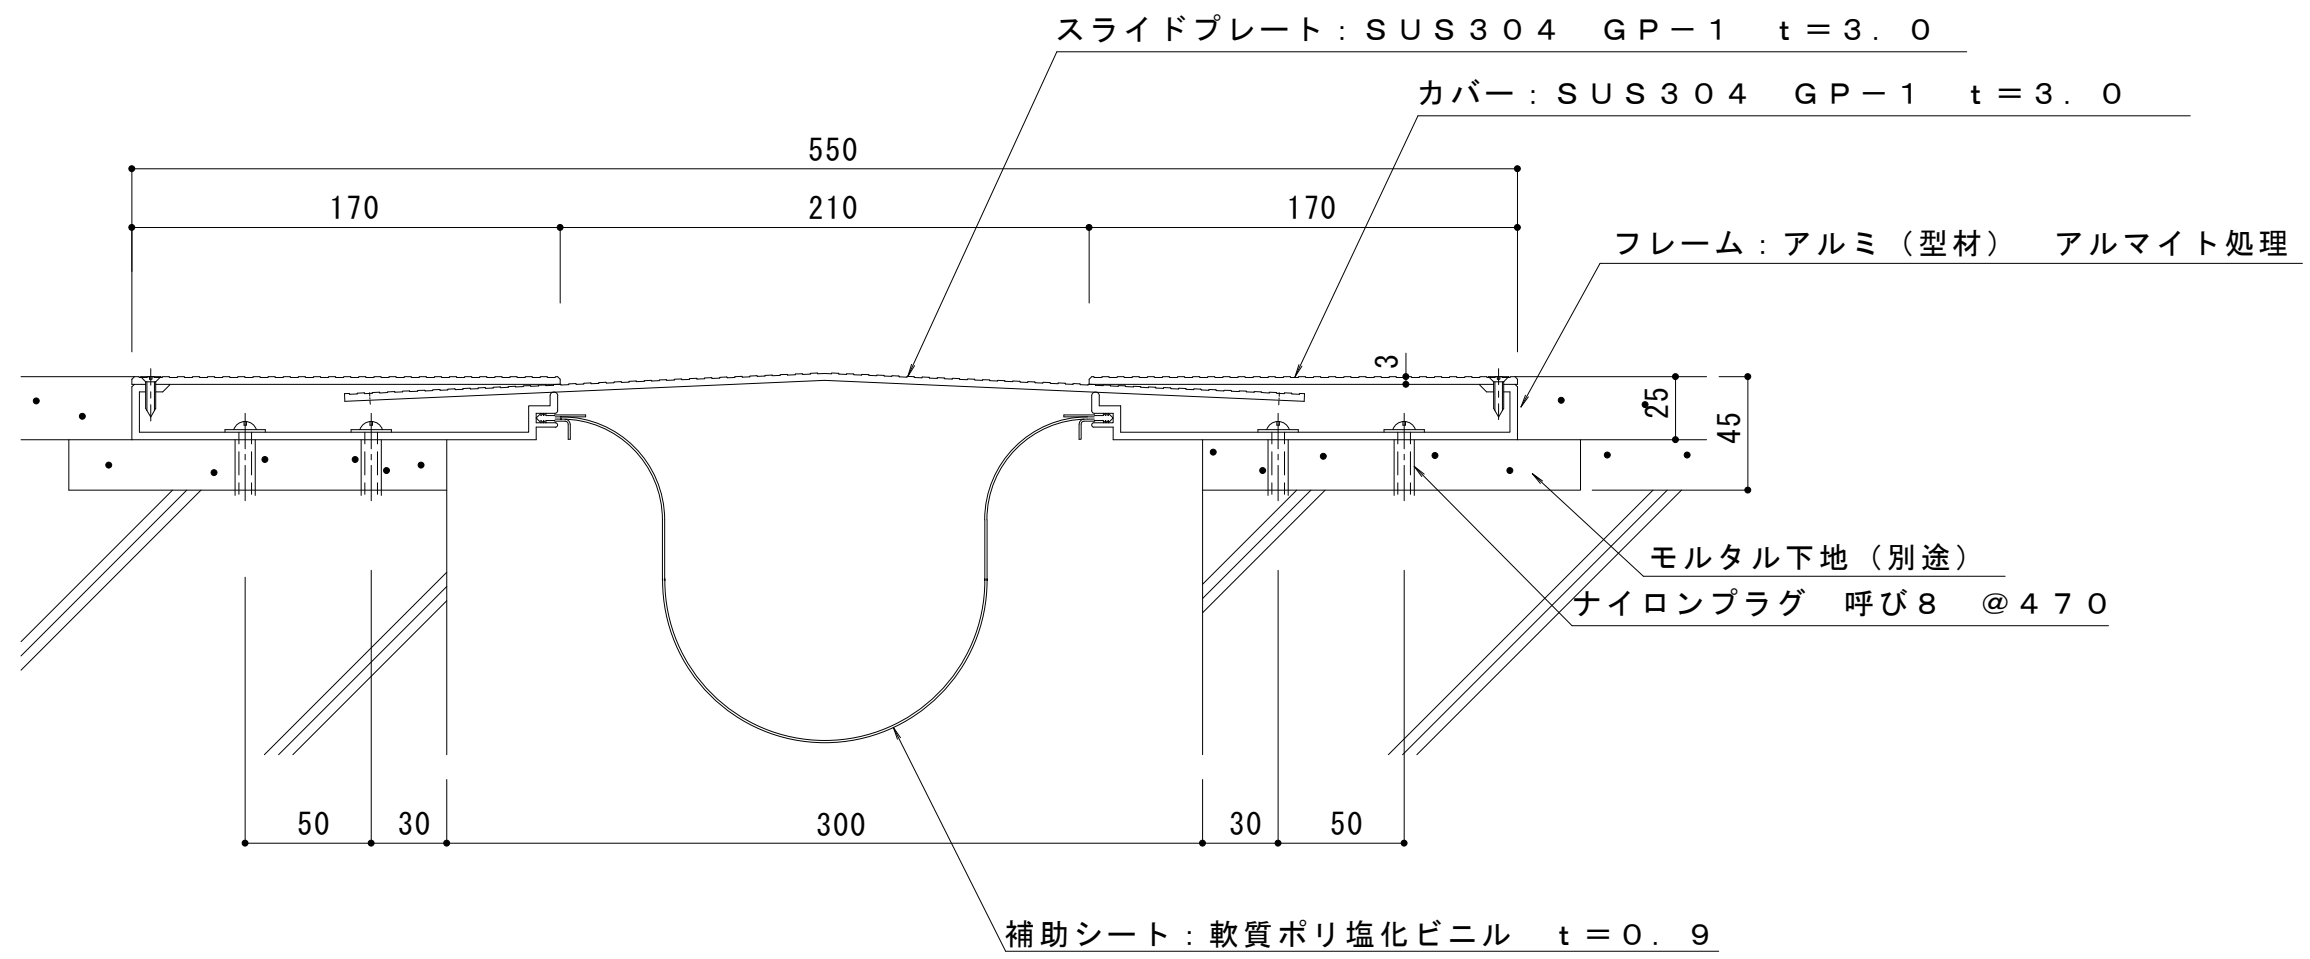 スライドプレート：ＳＵＳ３０４　ＧＰ－１　ｔ＝３．０
カバー：ＳＵＳ３０４　ＧＰ－１　ｔ＝３．０
550
170
210
170
フレーム：アルミ（型材）　アルマイト処理
3
25
45
モルタル下地（別途）
ナイロンプラグ　呼び８　＠４７０
50
30
300
30
50
補助シート：軟質ポリ塩化ビニル　ｔ＝０．９